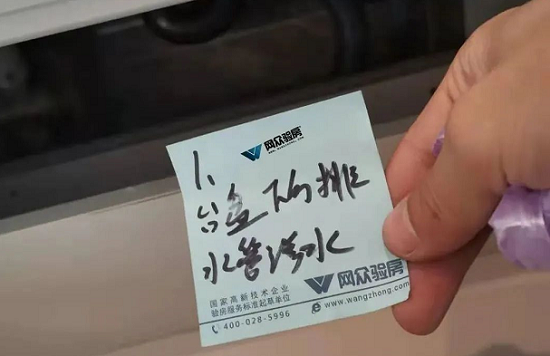 网众验房
1、
台盆下的排
水管渗水
网众验房
国家高新技术企业
验房服务标准起草单位
www.wangzhong.com
400-028-5996